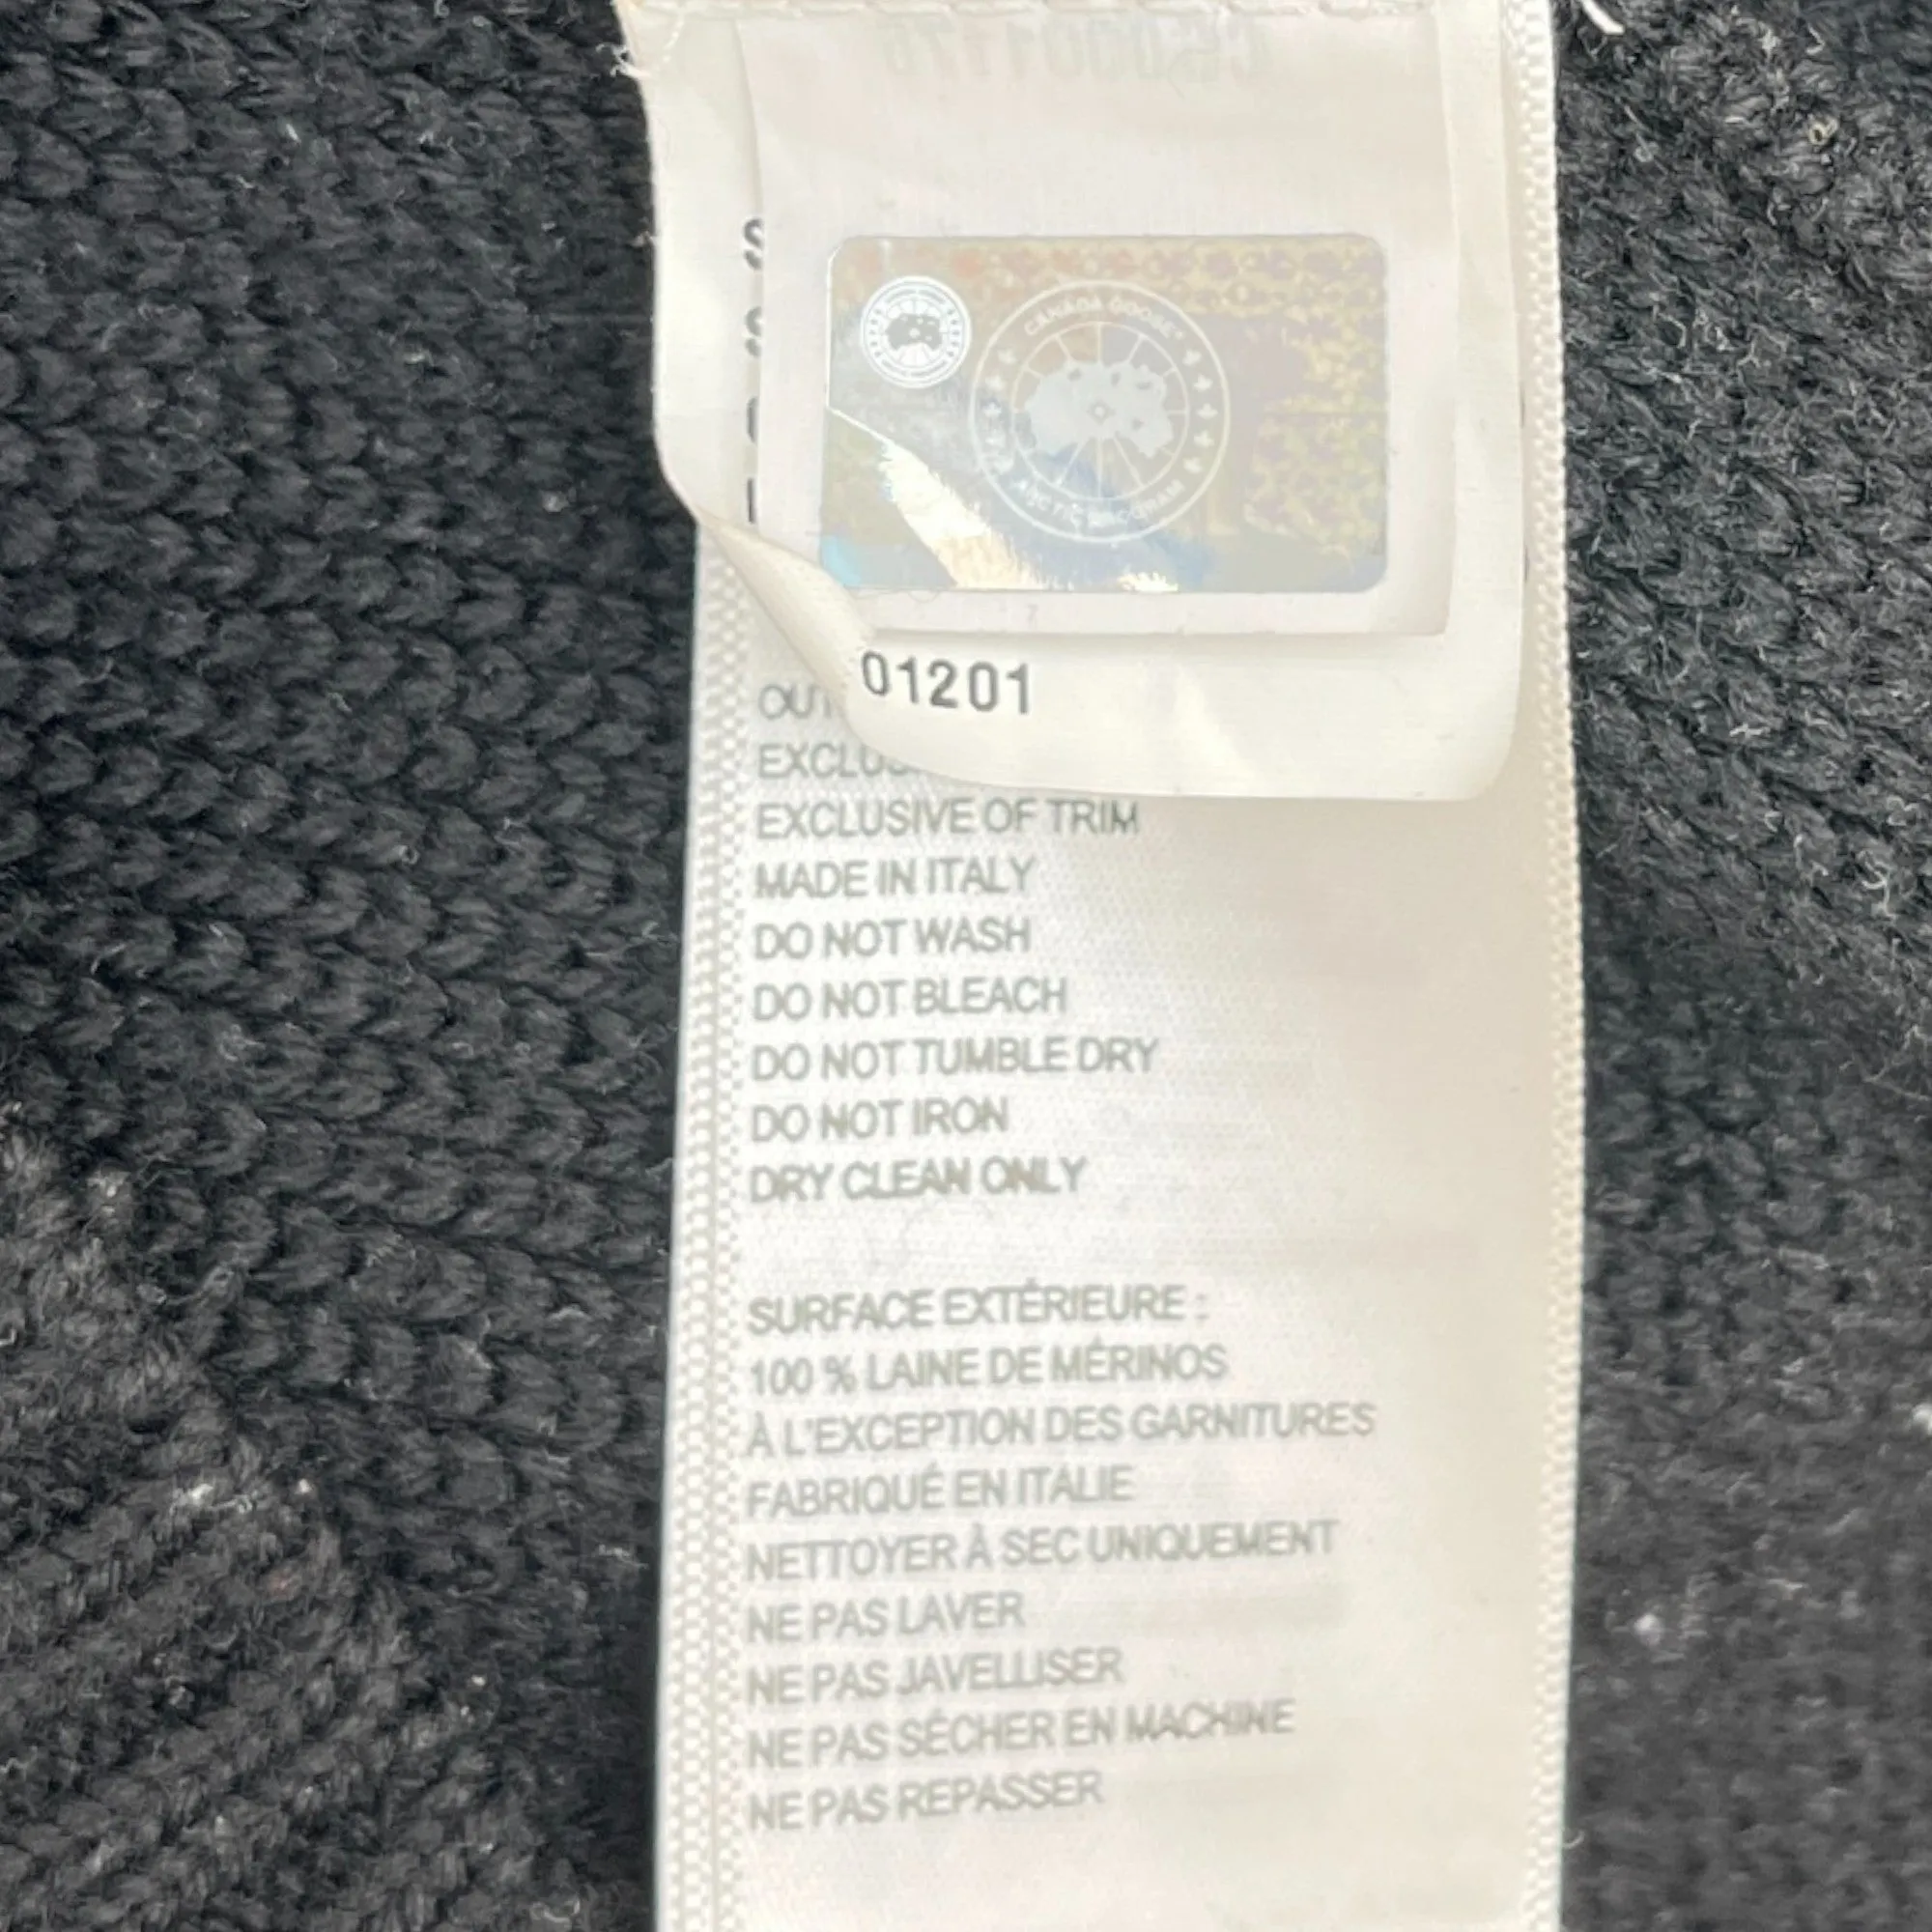 CANADA GOOSE
01201
EXCLUSIVE OF TRIM
MADE IN ITALY
DO NOT WASH
DO NOT BLEACH
DO NOT TUMBLE DRY
DO NOT IRON
DRY CLEAN ONLY
SURFACE EXTÉRIEURE :
100 % LAINE DE MÉRINOS
À L'EXCEPTION DES GARNITURES
FABRIQUÉ EN ITALIE
NETTOYER À SEC UNIQUEMENT
NE PAS LAVER
NE PAS JAVELLISER
NE PAS SÉCHER EN MACHINE
NE PAS REPASSER